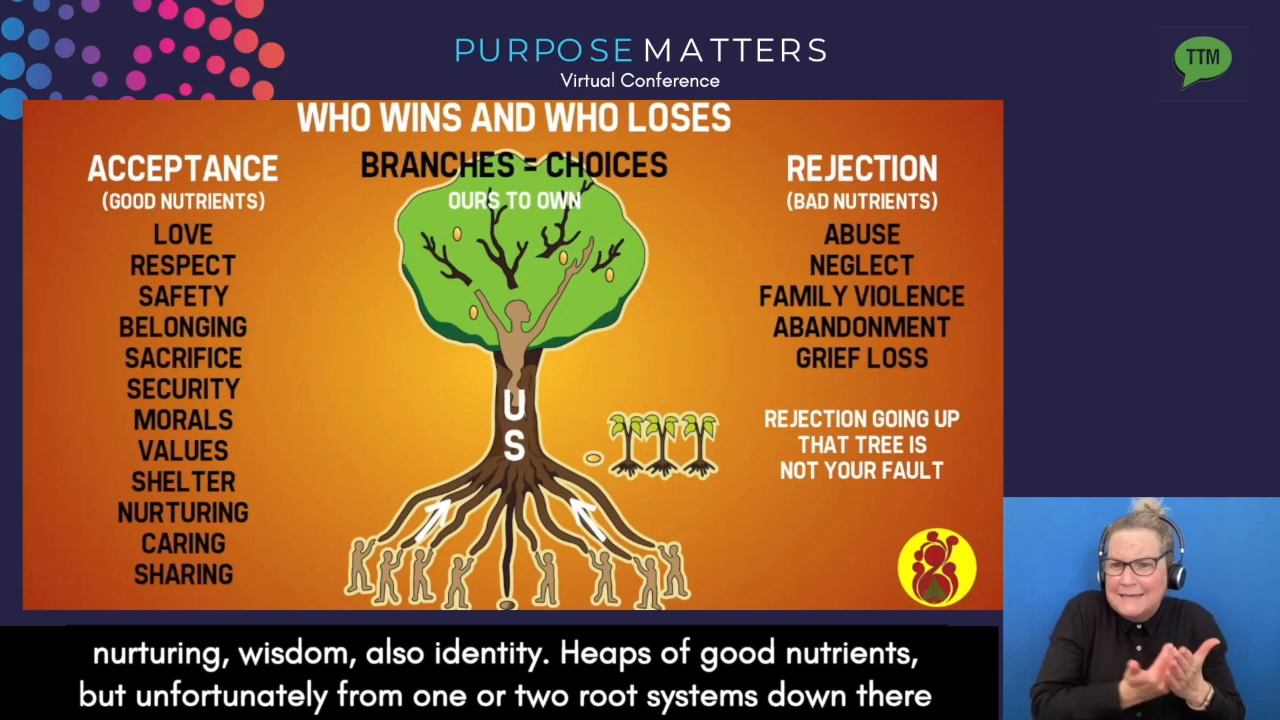 PURPOSE MATTERS
Virtual Conference
TTM
WHO WINS AND WHO LOSES
BRANCHES = CHOICES
OURS TO OWN
ACCEPTANCE
(GOOD NUTRIENTS)
LOVE
RESPECT
SAFETY
BELONGING
SACRIFICE
SECURITY
MORALS
VALUES
SHELTER
NURTURING
CARING
SHARING
U
S
REJECTION
(BAD NUTRIENTS)
ABUSE
NEGLECT
FAMILY VIOLENCE
ABANDONMENT
GRIEF LOSS
REJECTION GOING UP
THAT TREE IS
NOT YOUR FAULT
nurturing, wisdom, also identity. Heaps of good nutrients,
but unfortunately from one or two root systems down there